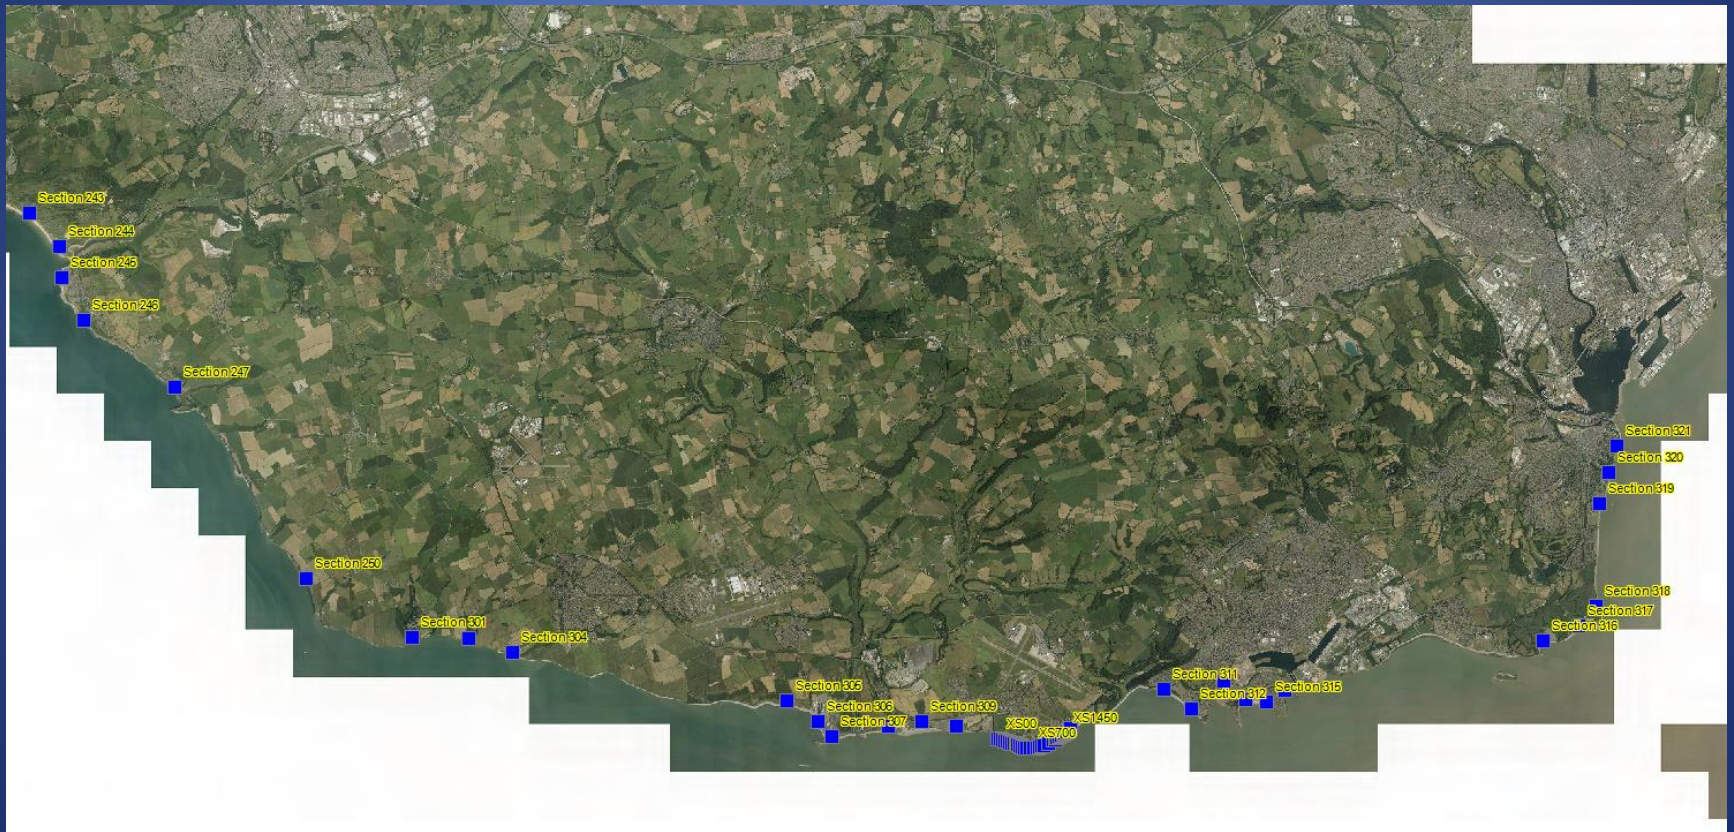 Section 243
Section 244
Section 245
Section 246
Section 247
Section 250
Section 301
Section 304
Section 305
Section 306
Section 307
Section 309
XS00
XS700
XS1450
Section 311
Section 312
Section 315
Section 316
Section 317
Section 318
Section 319
Section 320
Section 321